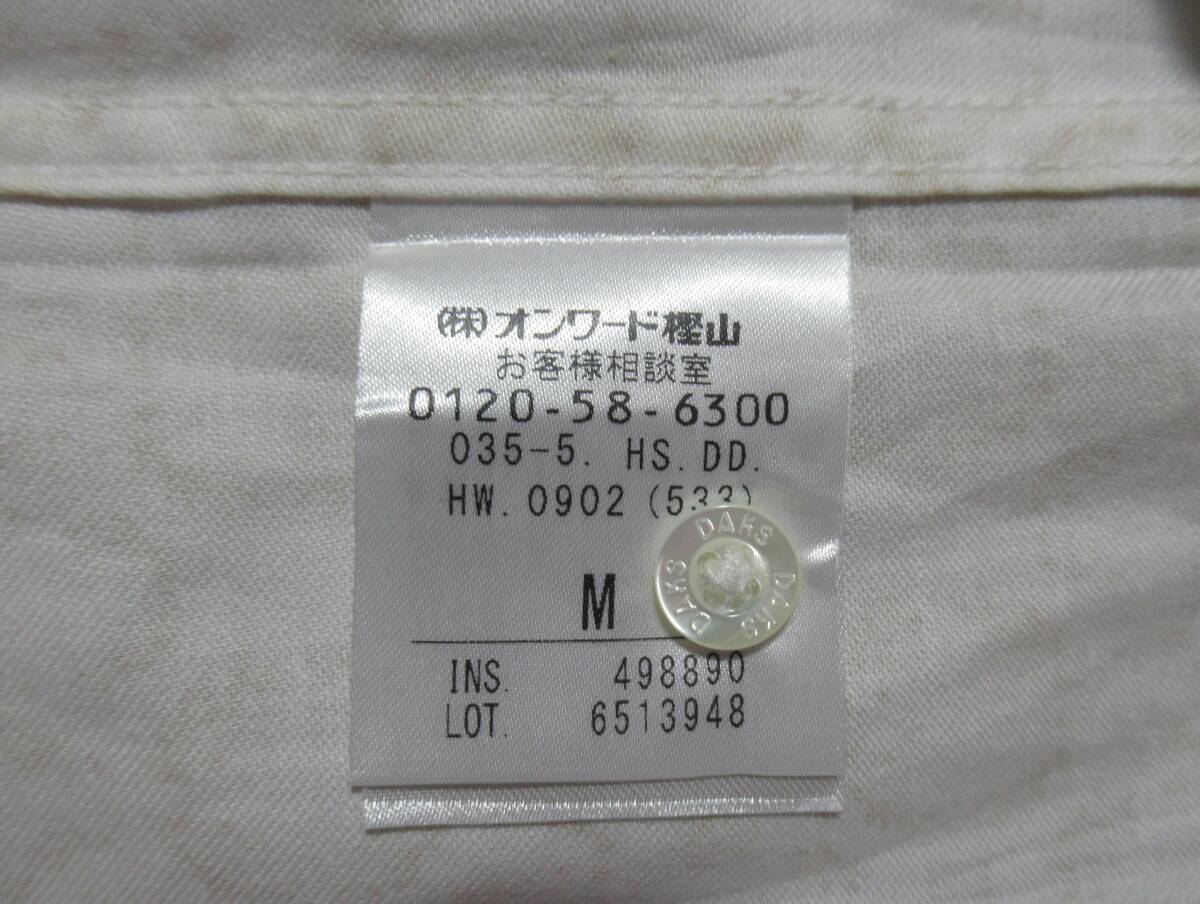 (株)オンワード樫山
お客様相談室
0120-58-6300
035-5. HS. DD.
HW. 0902 (533)
DAKS DAKS DAKS DAKS
M
INS. 498890
LOT. 6513948